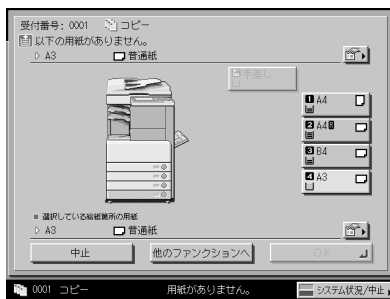 受付番号: 0001 コピー
以下の用紙がありません。
▷ A3 普通紙
手差し
1 A4
2 A4R
3 B4
4 A3
■ 選択している給紙箇所の用紙
▷ A3 普通紙
中止 他のファンクションへ OK
0001 コピー 用紙がありません。 システム状況/中止